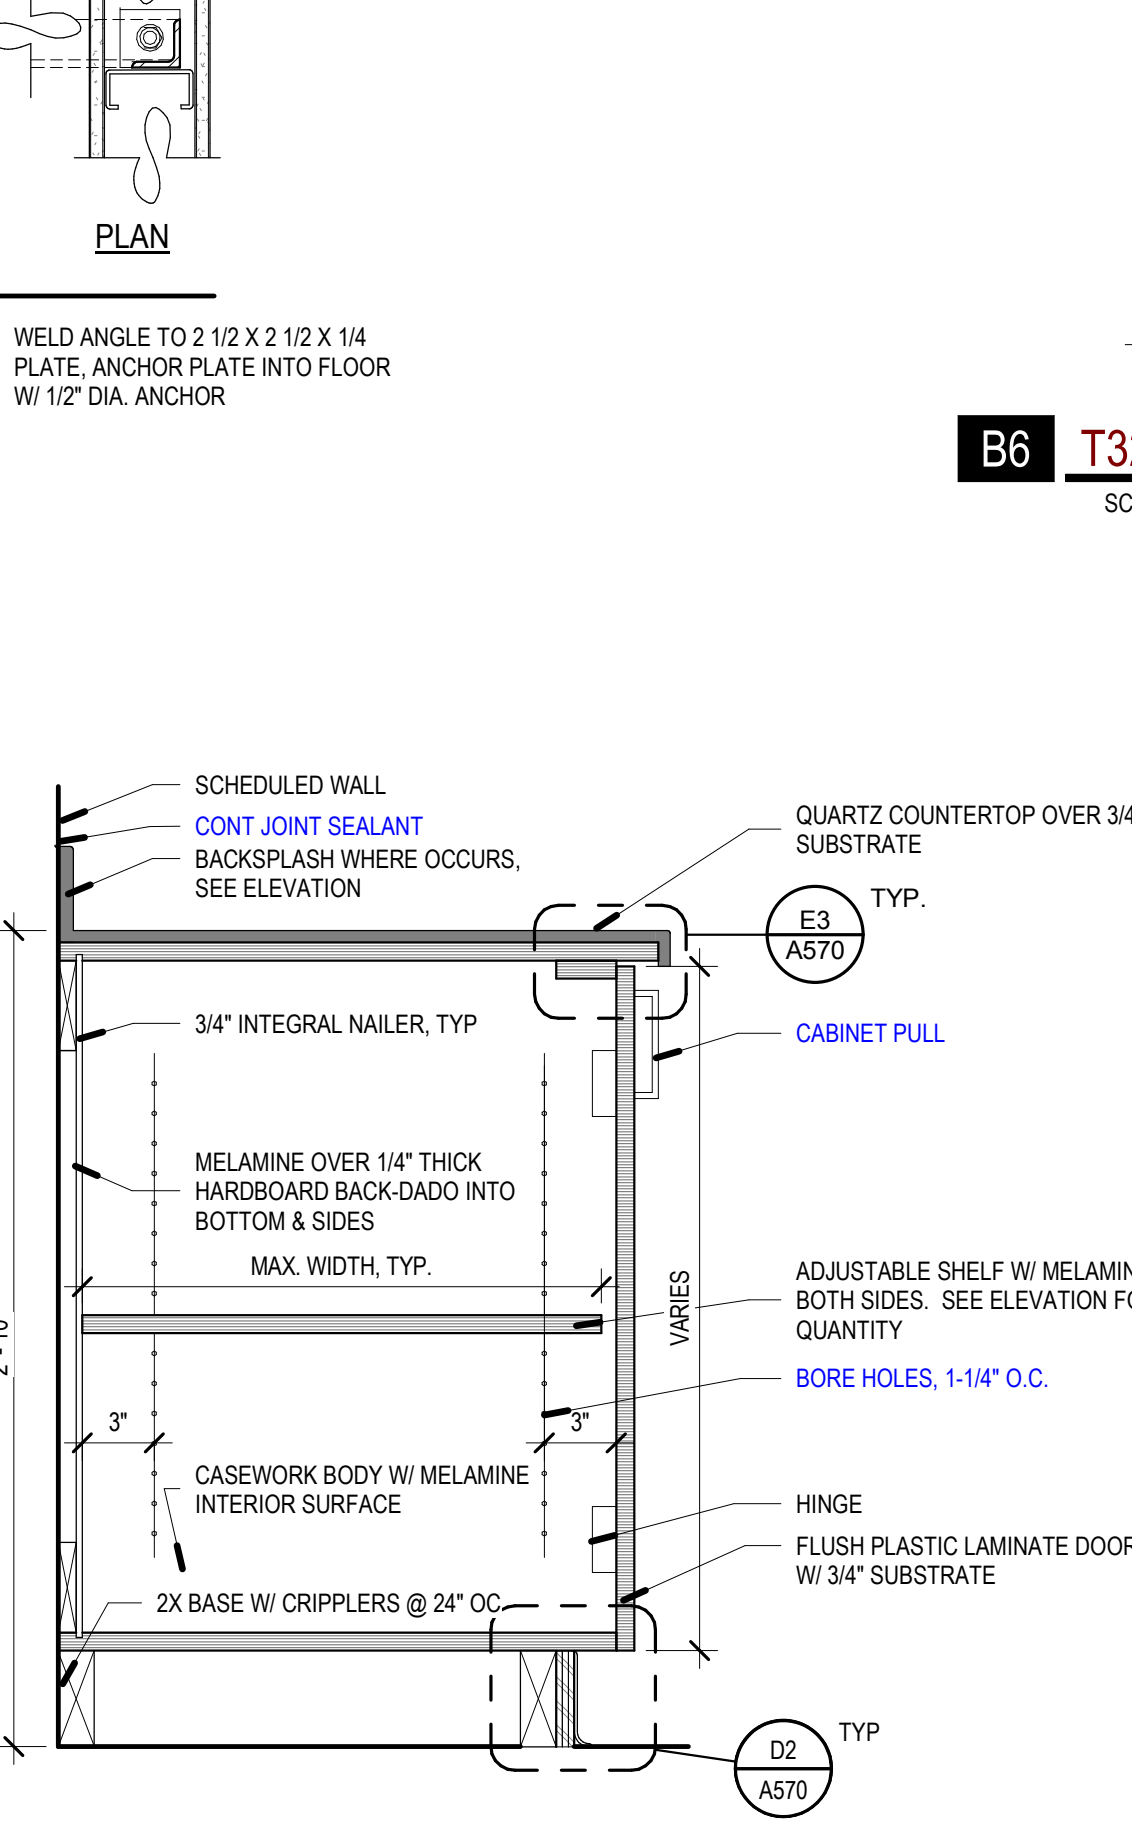 PLAN
WELD ANGLE TO 2 1/2 X 2 1/2 X 1/4
PLATE, ANCHOR PLATE INTO FLOOR
W/ 1/2" DIA. ANCHOR
B6
T32
SC
SCHEDULED WALL
CONT JOINT SEALANT
BACKSPLASH WHERE OCCURS,
SEE ELEVATION
QUARTZ COUNTERTOP OVER 3/4
SUBSTRATE
E3
A570
TYP.
3/4" INTEGRAL NAILER, TYP
CABINET PULL
MELAMINE OVER 1/4" THICK
HARDBOARD BACK-DADO INTO
BOTTOM & SIDES
MAX. WIDTH, TYP.
VARIES
ADJUSTABLE SHELF W/ MELAMIN
BOTH SIDES.  SEE ELEVATION FO
QUANTITY
BORE HOLES, 1-1/4" O.C.
3"
3"
CASEWORK BODY W/ MELAMINE
INTERIOR SURFACE
HINGE
FLUSH PLASTIC LAMINATE DOOR
W/ 3/4" SUBSTRATE
2X BASE W/ CRIPPLERS @ 24" OC
D2
A570
TYP